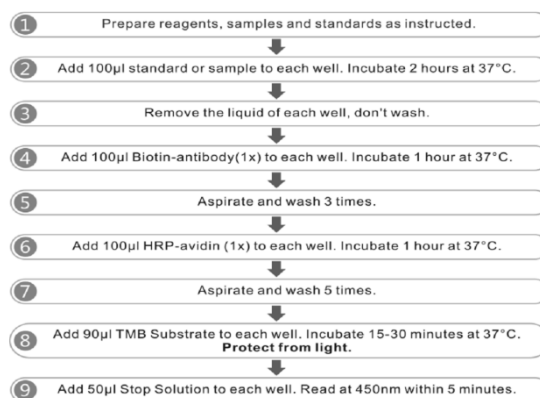 1 Prepare reagents, samples and standards as instructed.
2 Add 100µl standard or sample to each well. Incubate 2 hours at 37°C.
3 Remove the liquid of each well, don't wash.
4 Add 100µl Biotin-antibody(1x) to each well. Incubate 1 hour at 37°C.
5 Aspirate and wash 3 times.
6 Add 100µl HRP-avidin (1x) to each well. Incubate 1 hour at 37°C.
7 Aspirate and wash 5 times.
8 Add 90µl TMB Substrate to each well. Incubate 15-30 minutes at 37°C.
Protect from light.
9 Add 50µl Stop Solution to each well. Read at 450nm within 5 minutes.